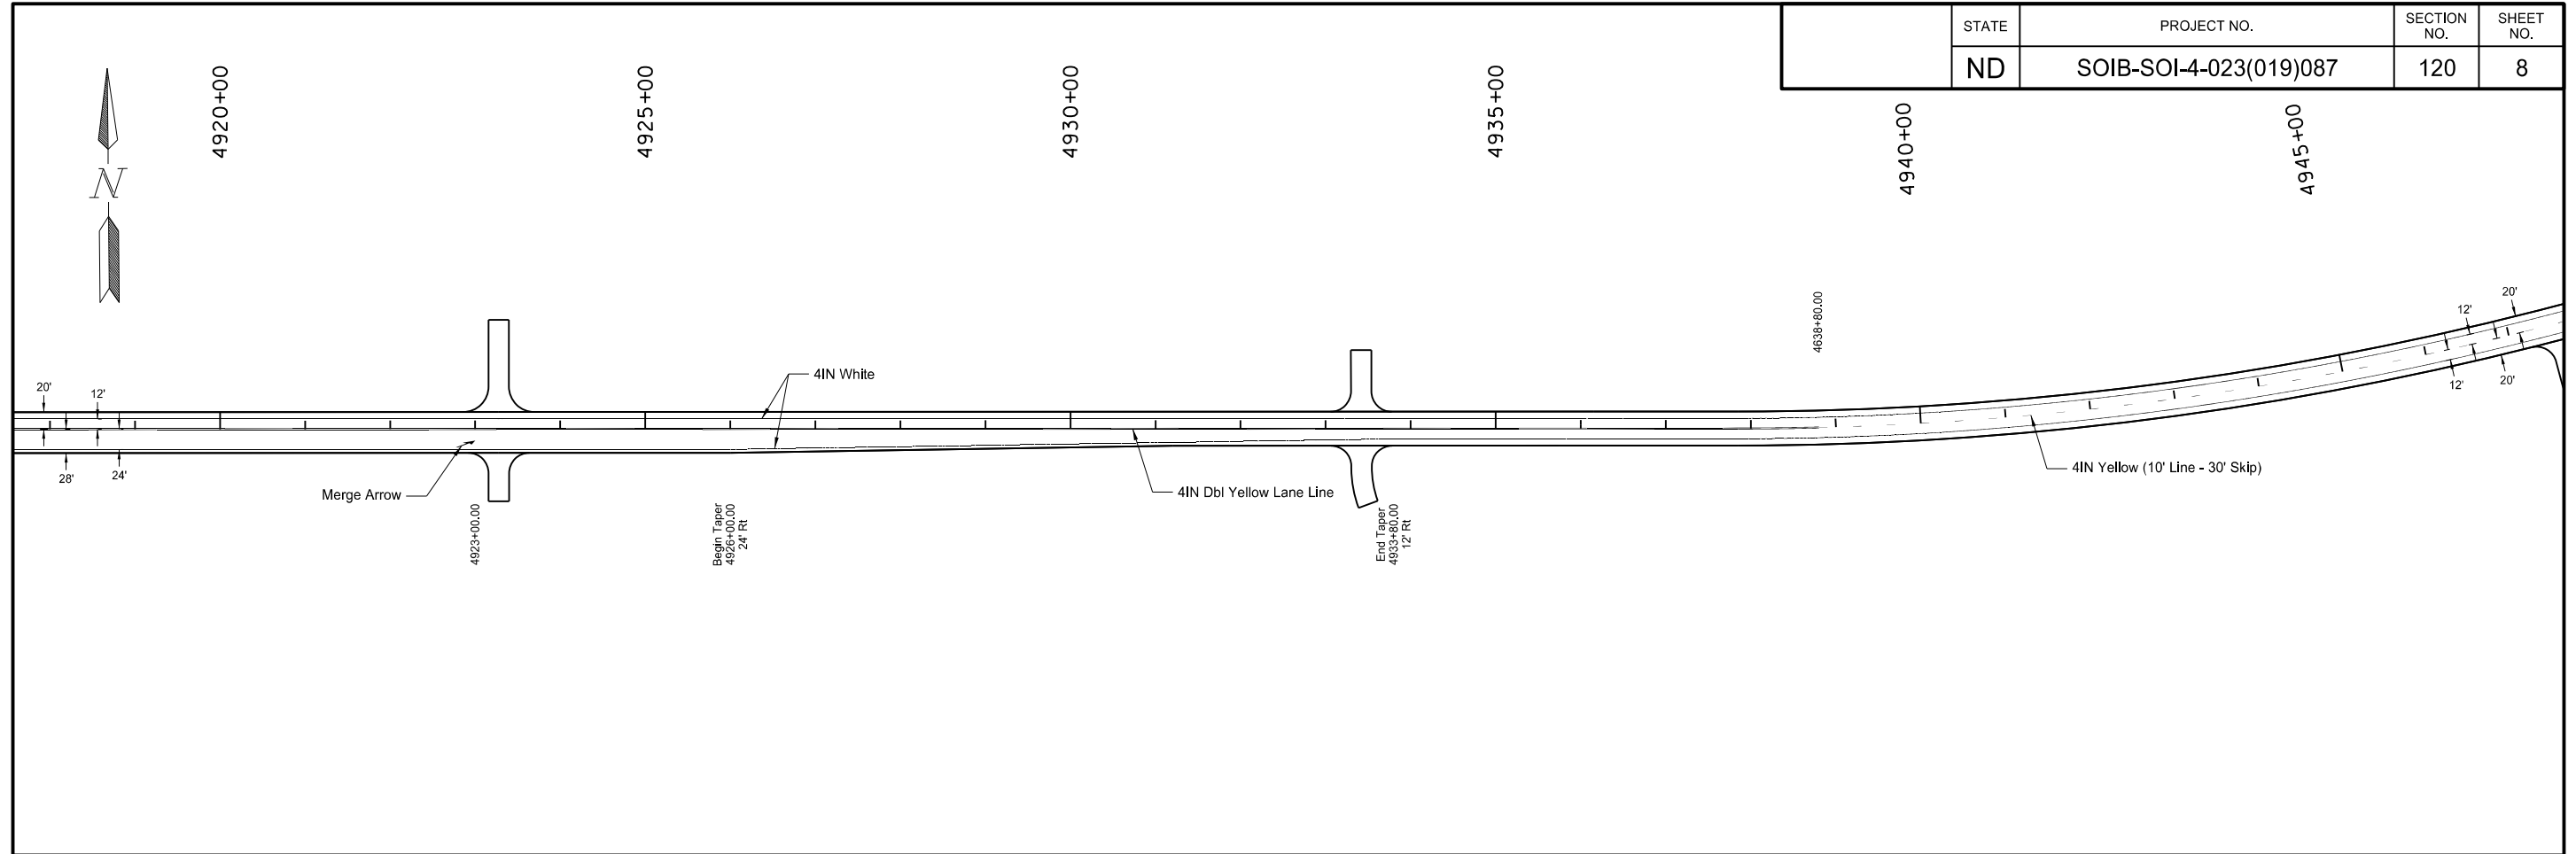 STATE
PROJECT NO.
SECTION
NO.
SHEET
NO.
ND
SOIB-SOI-4-023(019)087
120
8
4920+00
4925+00
4930+00
4935+00
4940+00
4945+00
N
4638+80.00
20'
12'
28'
24'
4IN White
Merge Arrow
4923+00.00
Begin Taper
4926+00.00
24' Rt
4IN Dbl Yellow Lane Line
End Taper
4933+80.00
12' Rt
4IN Yellow (10' Line - 30' Skip)
12'
20'
12'
20'